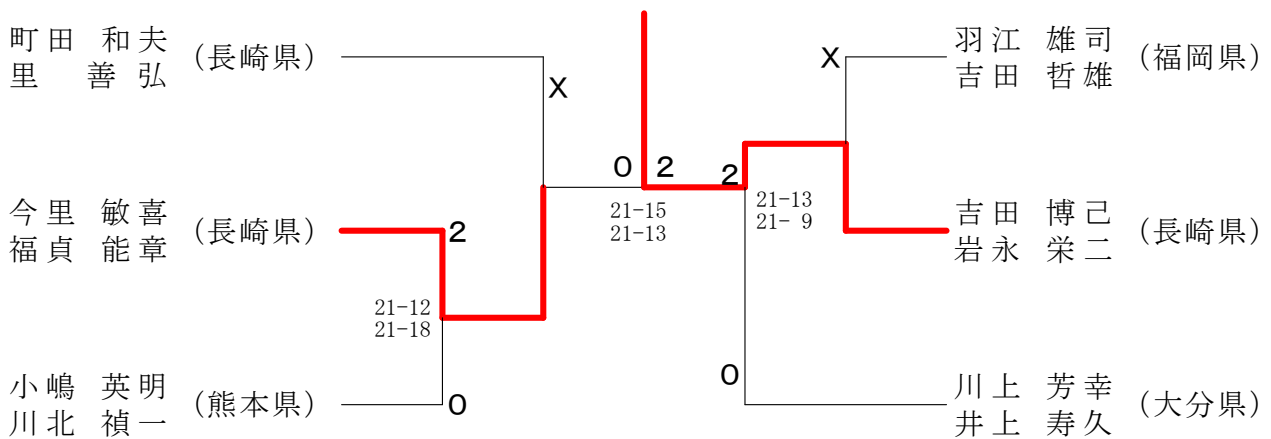 町田 和夫
里 善弘
(長崎県)
X
今里 敏喜
福貞 能章
(長崎県)
2
21-12
21-18
小嶋 英明
川北 禎一
(熊本県)
0
0 2
21-15
21-13
羽江 雄司
吉田 哲雄
(福岡県)
X
2
21-13
21- 9
吉田 博己
岩永 栄二
(長崎県)
0
川上 芳幸
井上 寿久
(大分県)